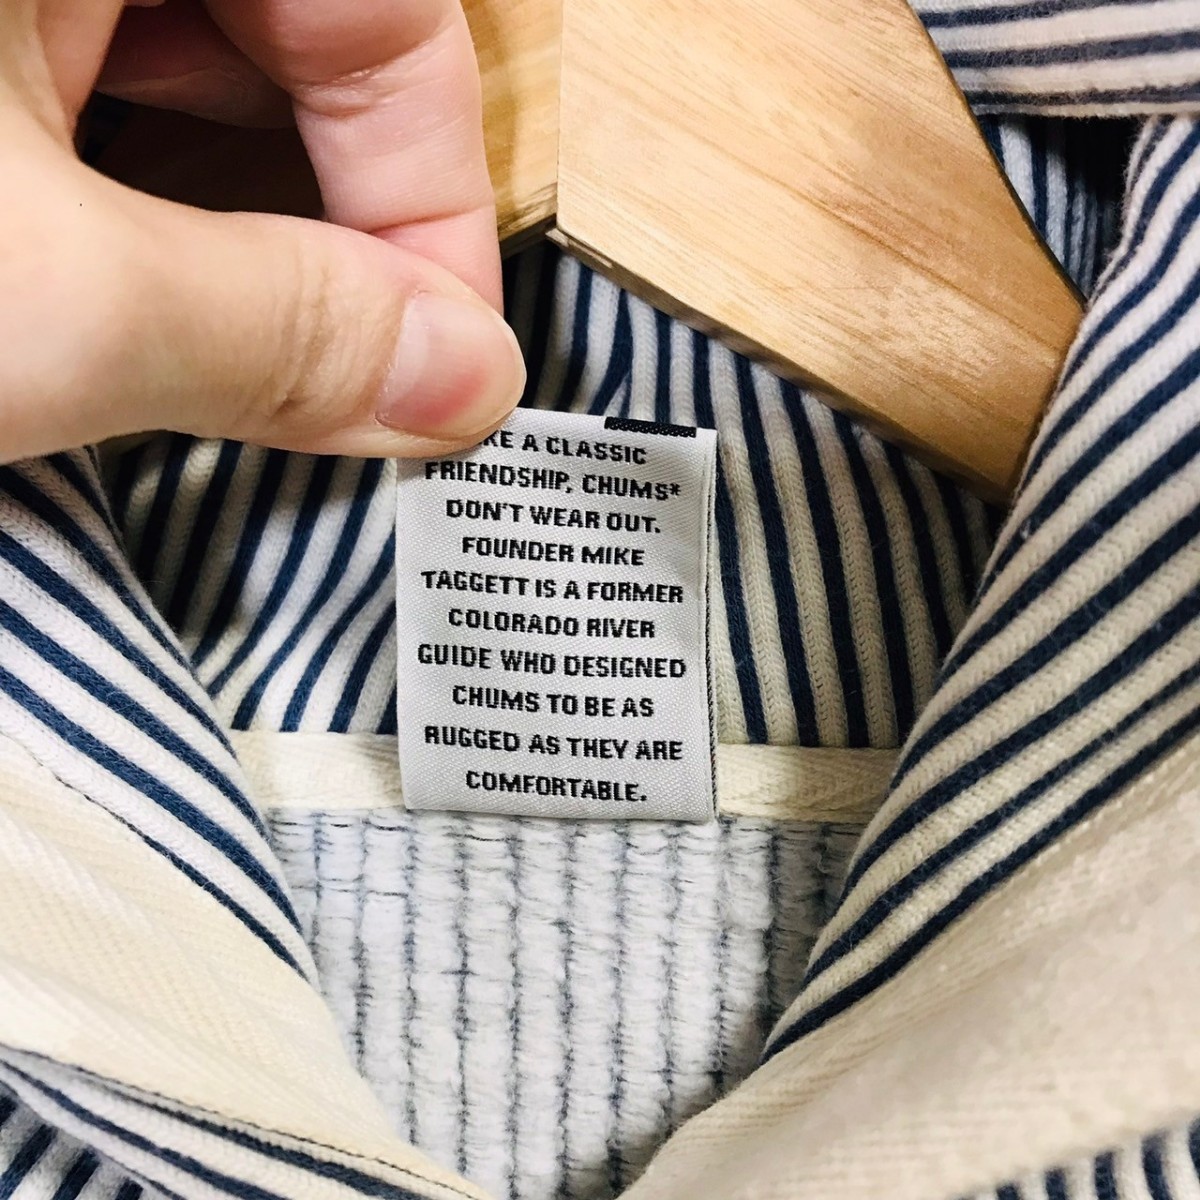 A CLASSIC
FRIENDSHIP, CHUMS*
DON'T WEAR OUT.
FOUNDER MIKE
TAGGETT IS A FORMER
COLORADO RIVER
GUIDE WHO DESIGNED
CHUMS TO BE AS
RUGGED AS THEY ARE
COMFORTABLE.